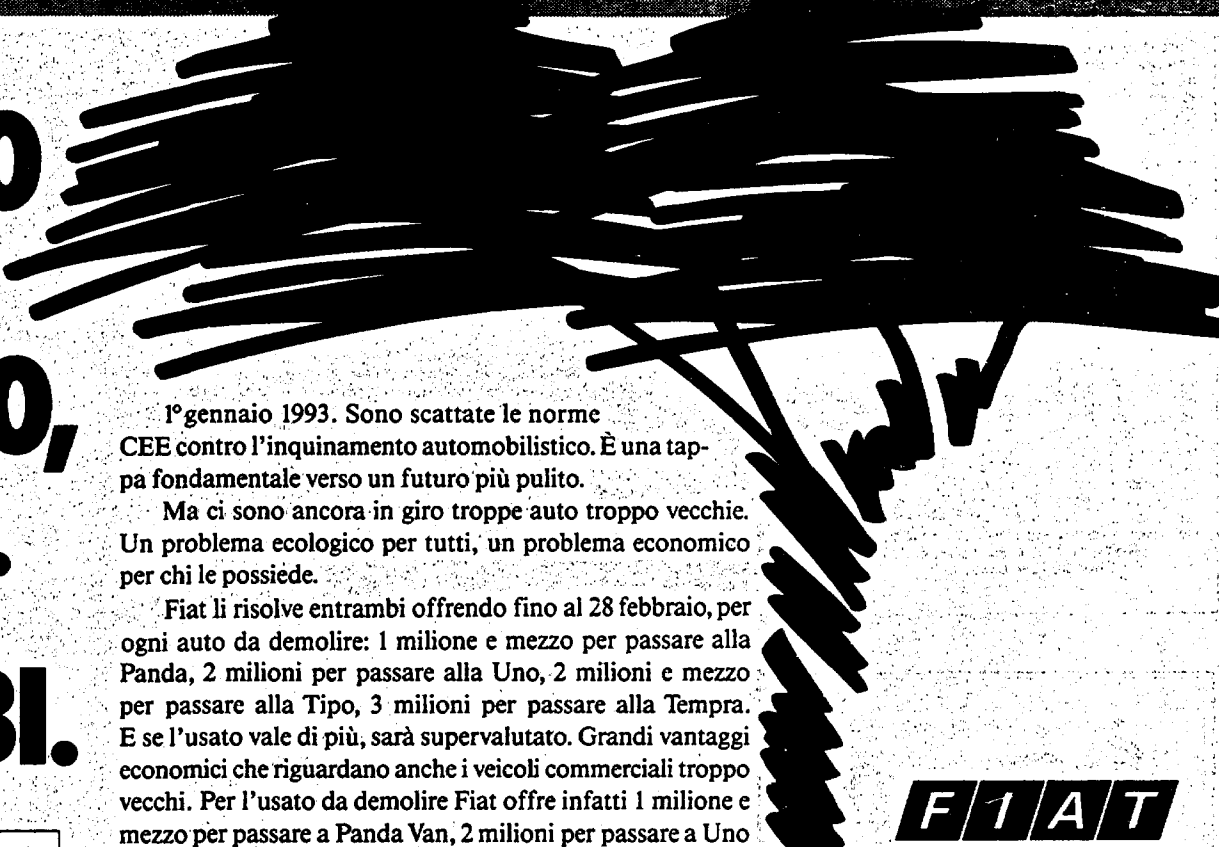 O
O,
.
BI.
1° gennaio 1993. Sono scattate le norme
CEE contro l'inquinamento automobilistico. È una tap-
pa fondamentale verso un futuro più pulito.
Ma ci sono ancora in giro troppe auto troppo vecchie.
Un problema ecologico per tutti, un problema economico
per chi le possiede.
Fiat li risolve entrambi offrendo fino al 28 febbraio, per
ogni auto da demolire: 1 milione e mezzo per passare alla
Panda, 2 milioni per passare alla Uno, 2 milioni e mezzo
per passare alla Tipo, 3 milioni per passare alla Tempra.
E se l'usato vale di più, sarà supervalutato. Grandi vantaggi
economici che riguardano anche i veicoli commerciali troppo
vecchi. Per l'usato da demolire Fiat offre infatti 1 milione e
mezzo per passare a Panda Van, 2 milioni per passare a Uno
FIAT